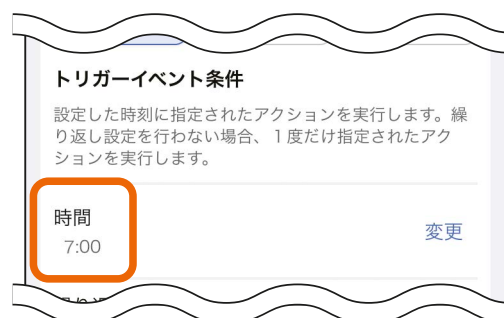 トリガーイベント条件
設定した時刻に指定されたアクションを実行します。繰
り返し設定を行わない場合、1度だけ指定されたアク
ションを実行します。
時間
7:00
変更